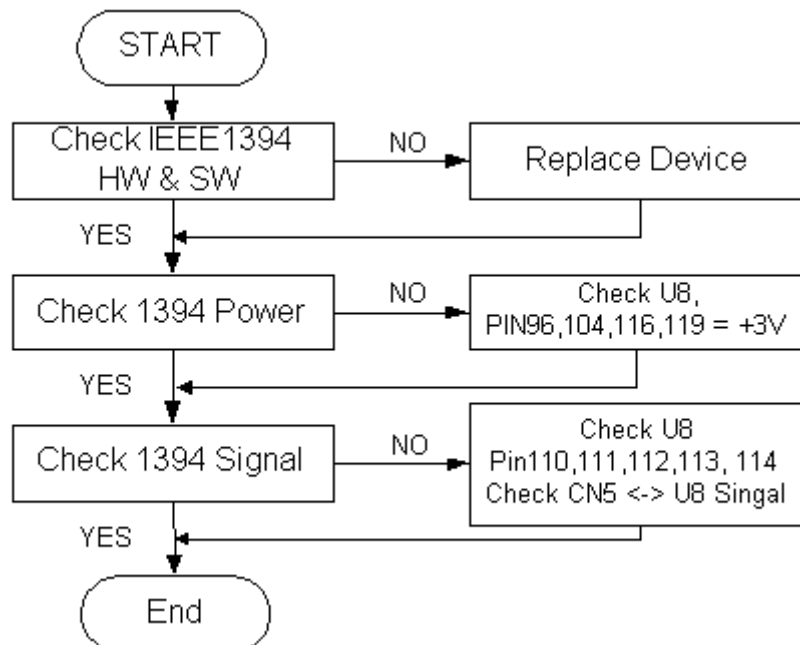 START
Check IEEE1394
HW & SW
NO
Replace Device
YES
Check 1394 Power
NO
Check U8,
PIN96,104,116,119 = +3V
YES
Check 1394 Signal
NO
Check U8
Pin110,111,112,113, 114
Check CN5 <-> U8 Singal
YES
End